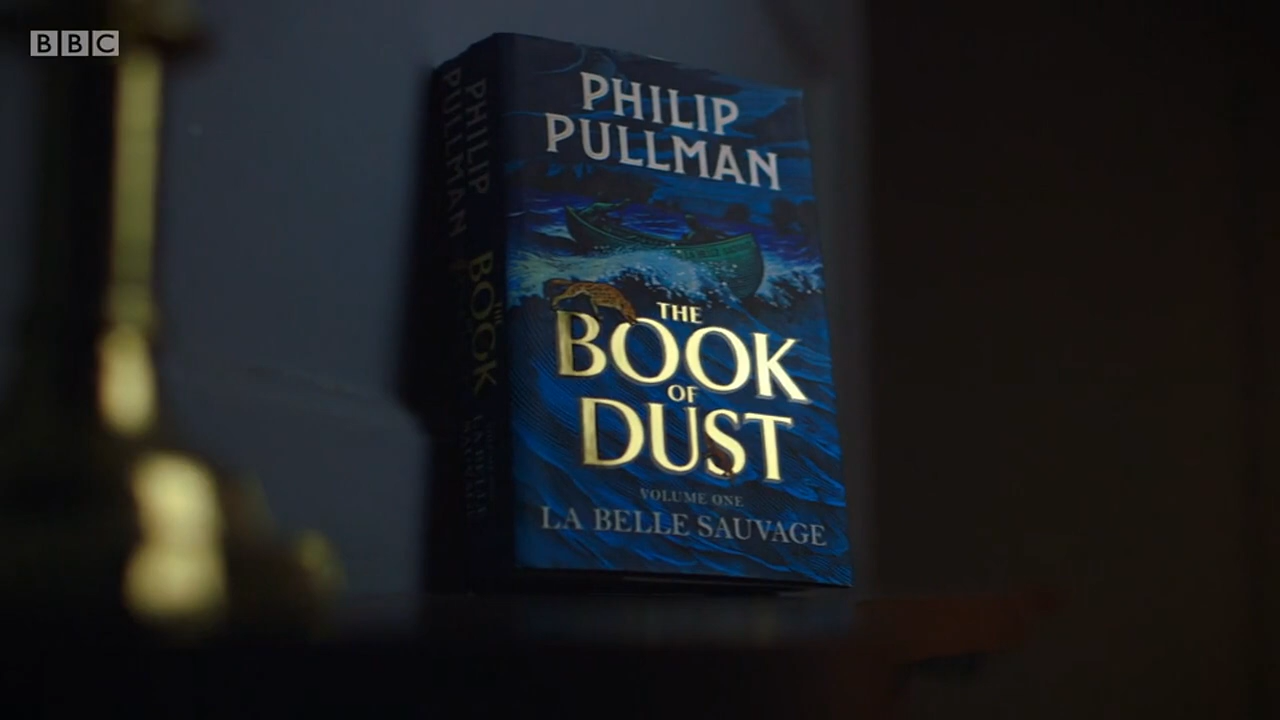 BBC
PHILIP
PULLMAN
THE
BOOK
OF
DUST
VOLUME ONE
LA BELLE SAUVAGE
PHILIP
PULLMAN
THE
BOOK